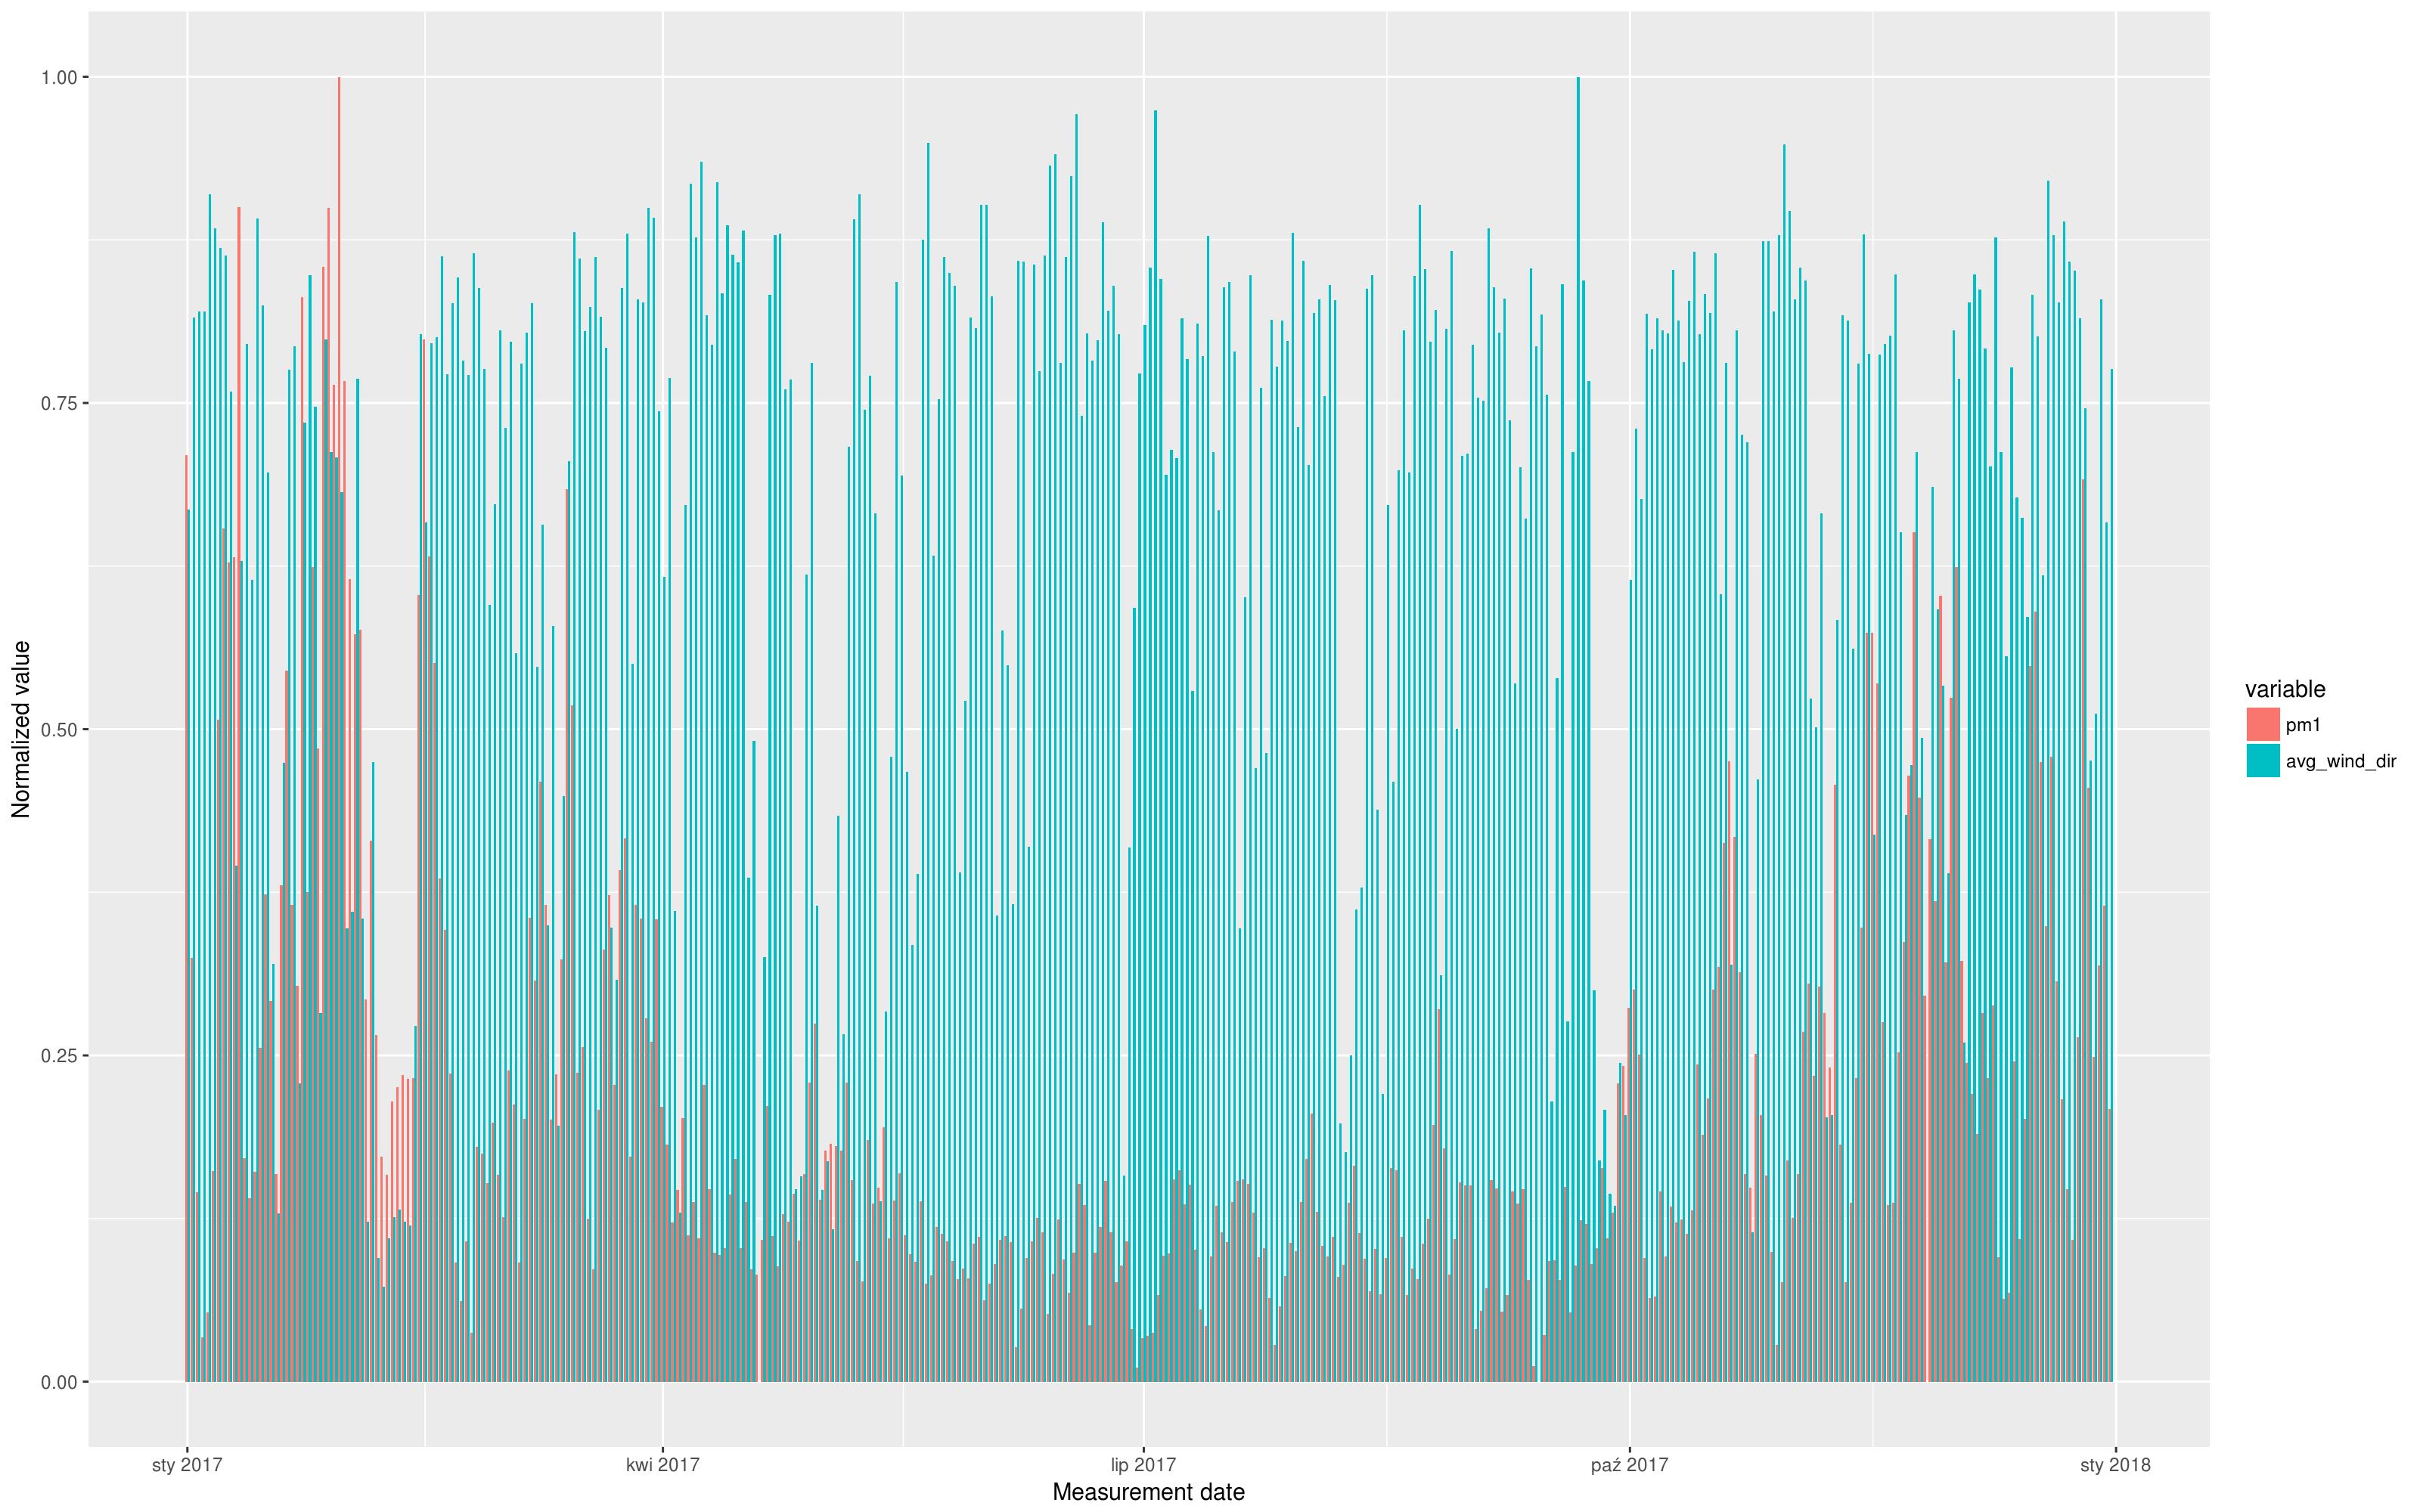 1.00
0.75
0.50
0.25
0.00
Normalized value
sty 2017
kwi 2017
lip 2017
paź 2017
sty 2018
Measurement date
variable
pm1
avg_wind_dir